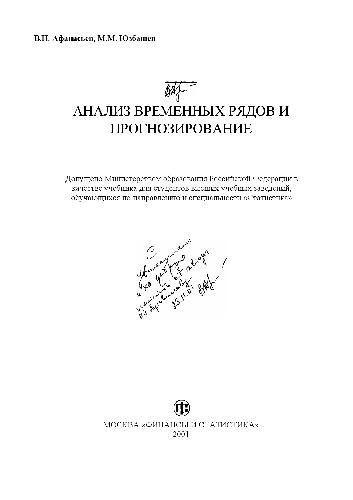 В.Н. Афанасьев, М.М. Юзбашев
АНАЛИЗ ВРЕМЕННЫХ РЯДОВ И
ПРОГНОЗИРОВАНИЕ
Допущено Министерством образования Российской Федерации в
качестве учебника для студентов высших учебных заведений,
обучающихся по направлению и специальности «Статистика»
МОСКВА «ФИНАНСЫ И СТАТИСТИКА»
2001